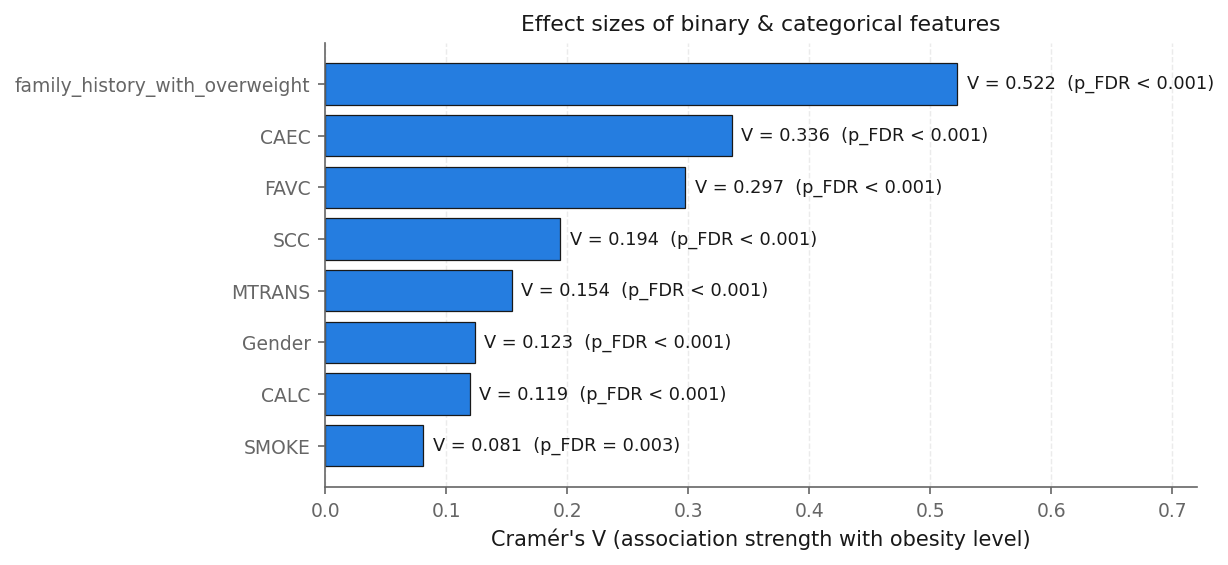 Effect sizes of binary & categorical features
family_history_with_overweight
V = 0.522 (p_FDR < 0.001)
CAEC
V = 0.336 (p_FDR < 0.001)
FAVC
V = 0.297 (p_FDR < 0.001)
SCC
V = 0.194 (p_FDR < 0.001)
MTRANS
V = 0.154 (p_FDR < 0.001)
Gender
V = 0.123 (p_FDR < 0.001)
CALC
V = 0.119 (p_FDR < 0.001)
SMOKE
V = 0.081 (p_FDR = 0.003)
0.0 0.1 0.2 0.3 0.4 0.5 0.6 0.7
Cramér's V (association strength with obesity level)